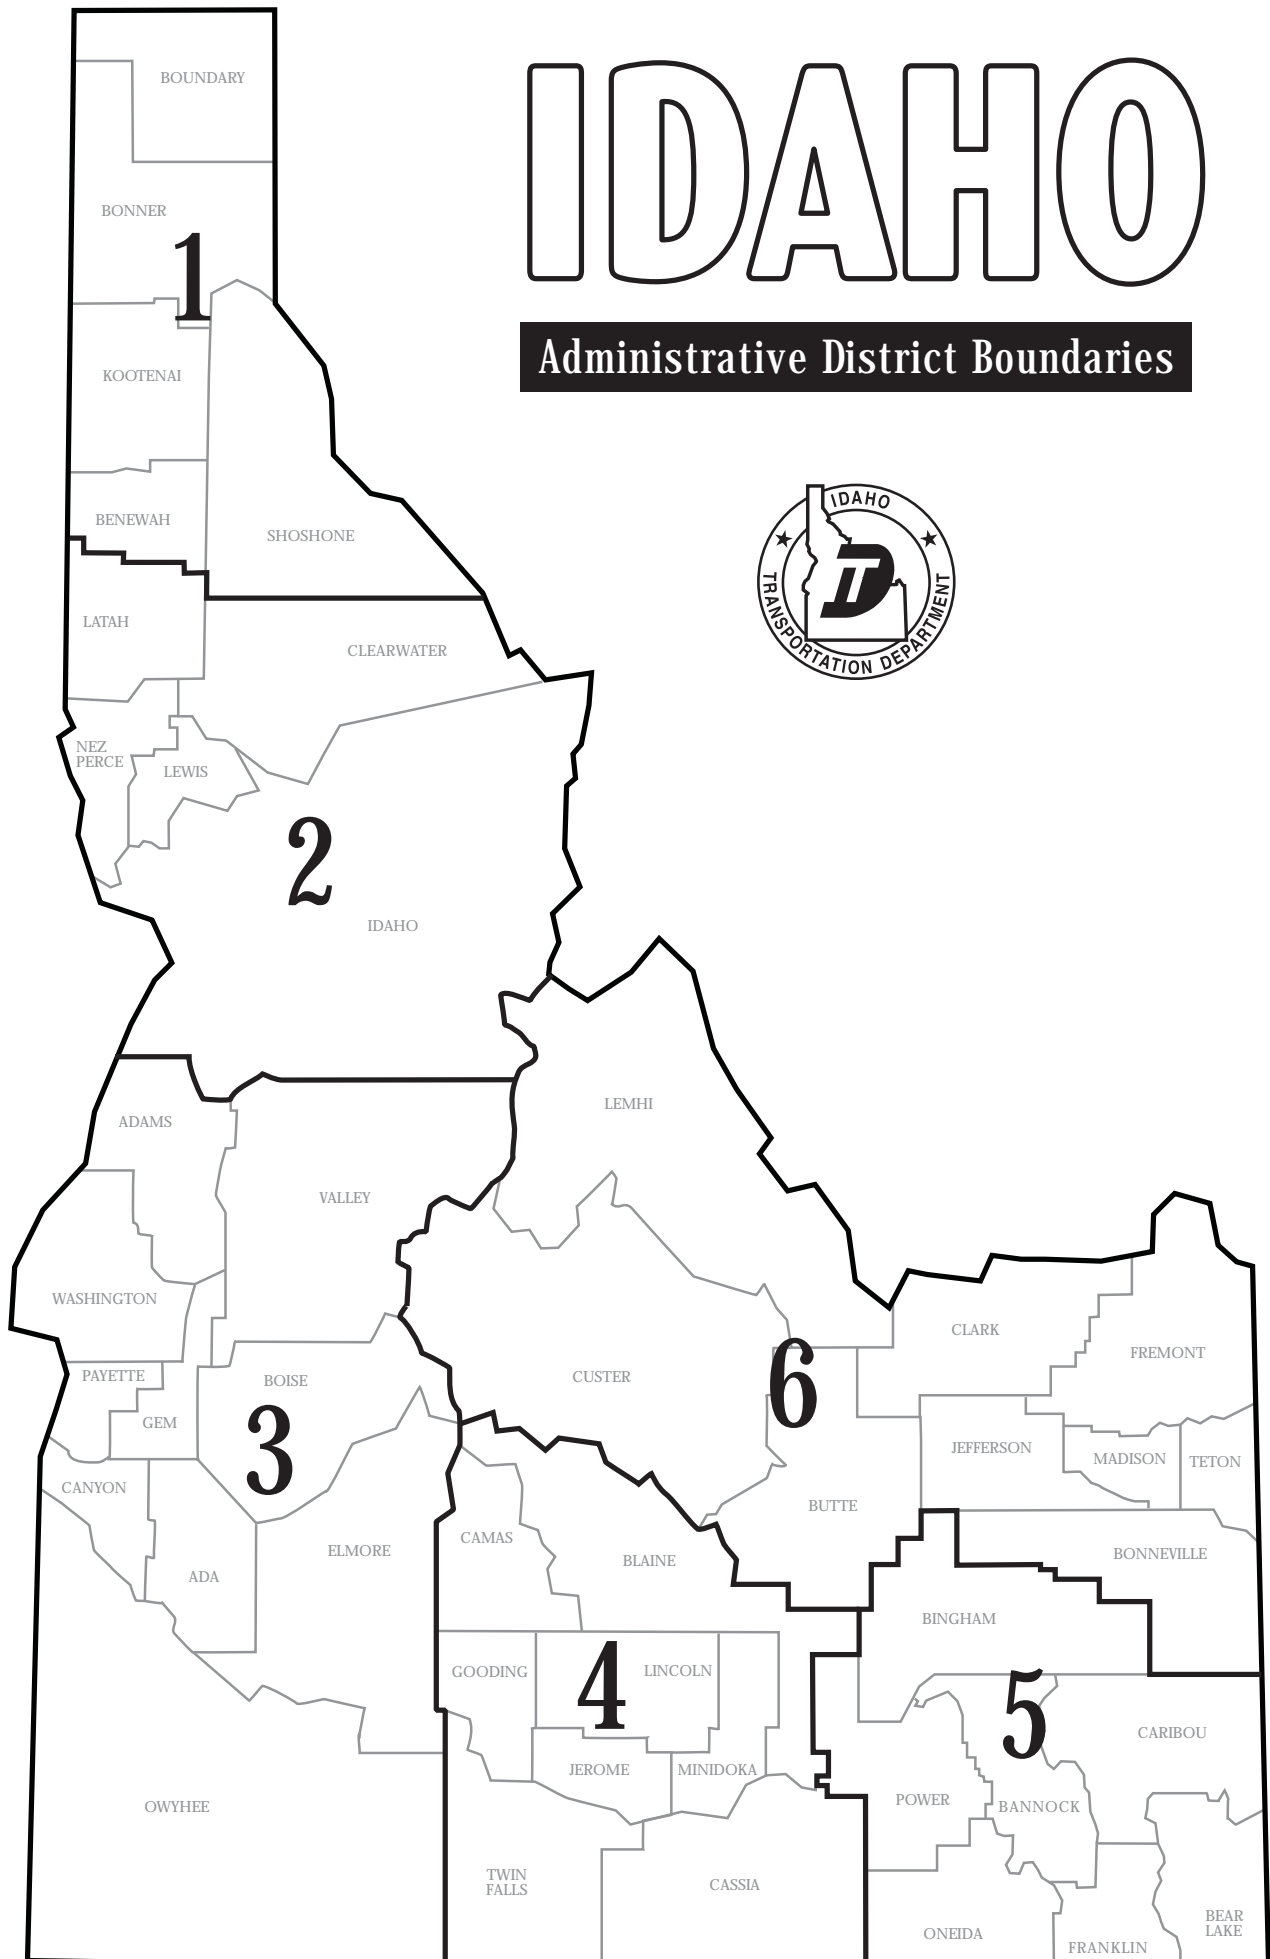 IDAHO
Administrative District Boundaries
IDAHO
TRANSPORTATION DEPARTMENT
IT
BOUNDARY
BONNER
1
KOOTENAI
BENEWAH
SHOSHONE
LATAH
CLEARWATER
NEZ
PERCE
LEWIS
2
IDAHO
LEMHI
ADAMS
VALLEY
WASHINGTON
CLARK
FREMONT
PAYETTE
BOISE
CUSTER
6
GEM
3
JEFFERSON
MADISON
TETON
CANYON
BUTTE
CAMAS
ELMORE
BLAINE
BONNEVILLE
ADA
BINGHAM
GOODING
4
LINCOLN
5
CARIBOU
JEROME
MINIDOKA
POWER
BANNOCK
OWYHEE
TWIN
FALLS
CASSIA
BEAR
LAKE
ONEIDA
FRANKLIN